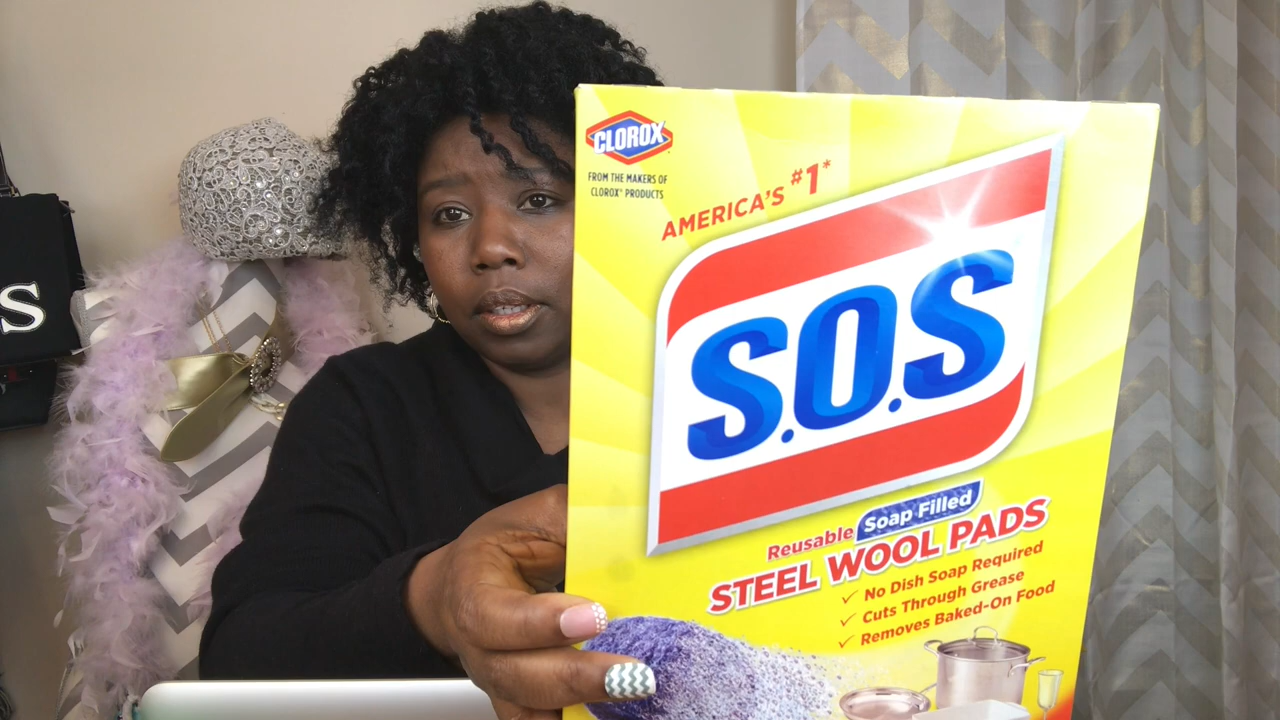 S
CLOROX
FROM THE MAKERS OF
CLOROX® PRODUCTS
AMERICA'S #1*
S.O.S
Reusable Soap Filled
STEEL WOOL PADS
✓ No Dish Soap Required
✓ Cuts Through Grease
✓ Removes Baked-On Food